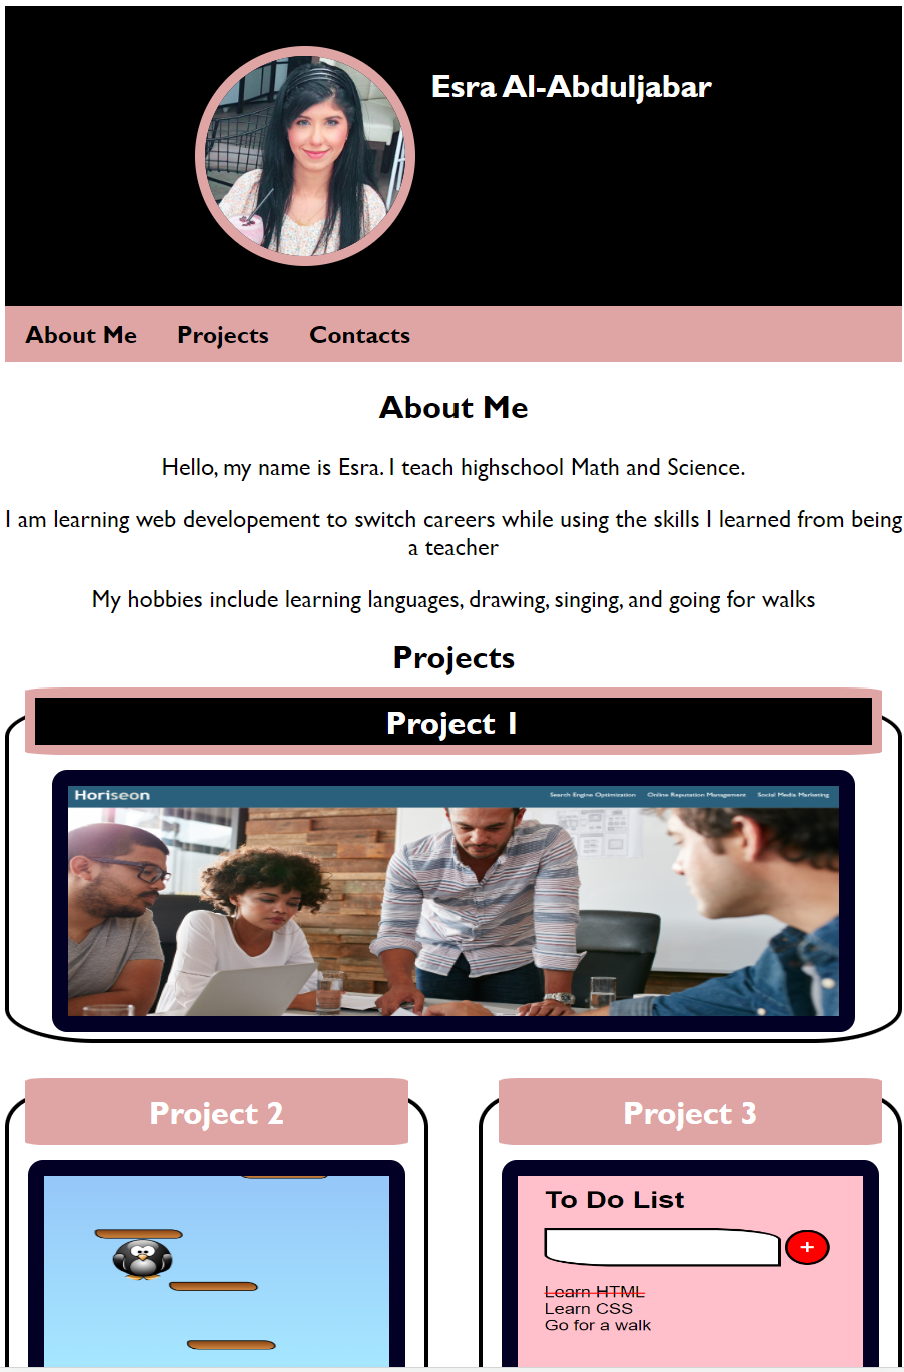 Esra Al-Abduljabar
About Me Projects Contacts
About Me
Hello, my name is Esra. I teach highschool Math and Science.
I am learning web developement to switch careers while using the skills I learned from being
a teacher
My hobbies include learning languages, drawing, singing, and going for walks
Projects
Project 1
Horiseon Search Engine Optimization Online Reputation Management Social Media Marketing
Project 2 Project 3
To Do List
+
Learn HTML
Learn CSS
Go for a walk